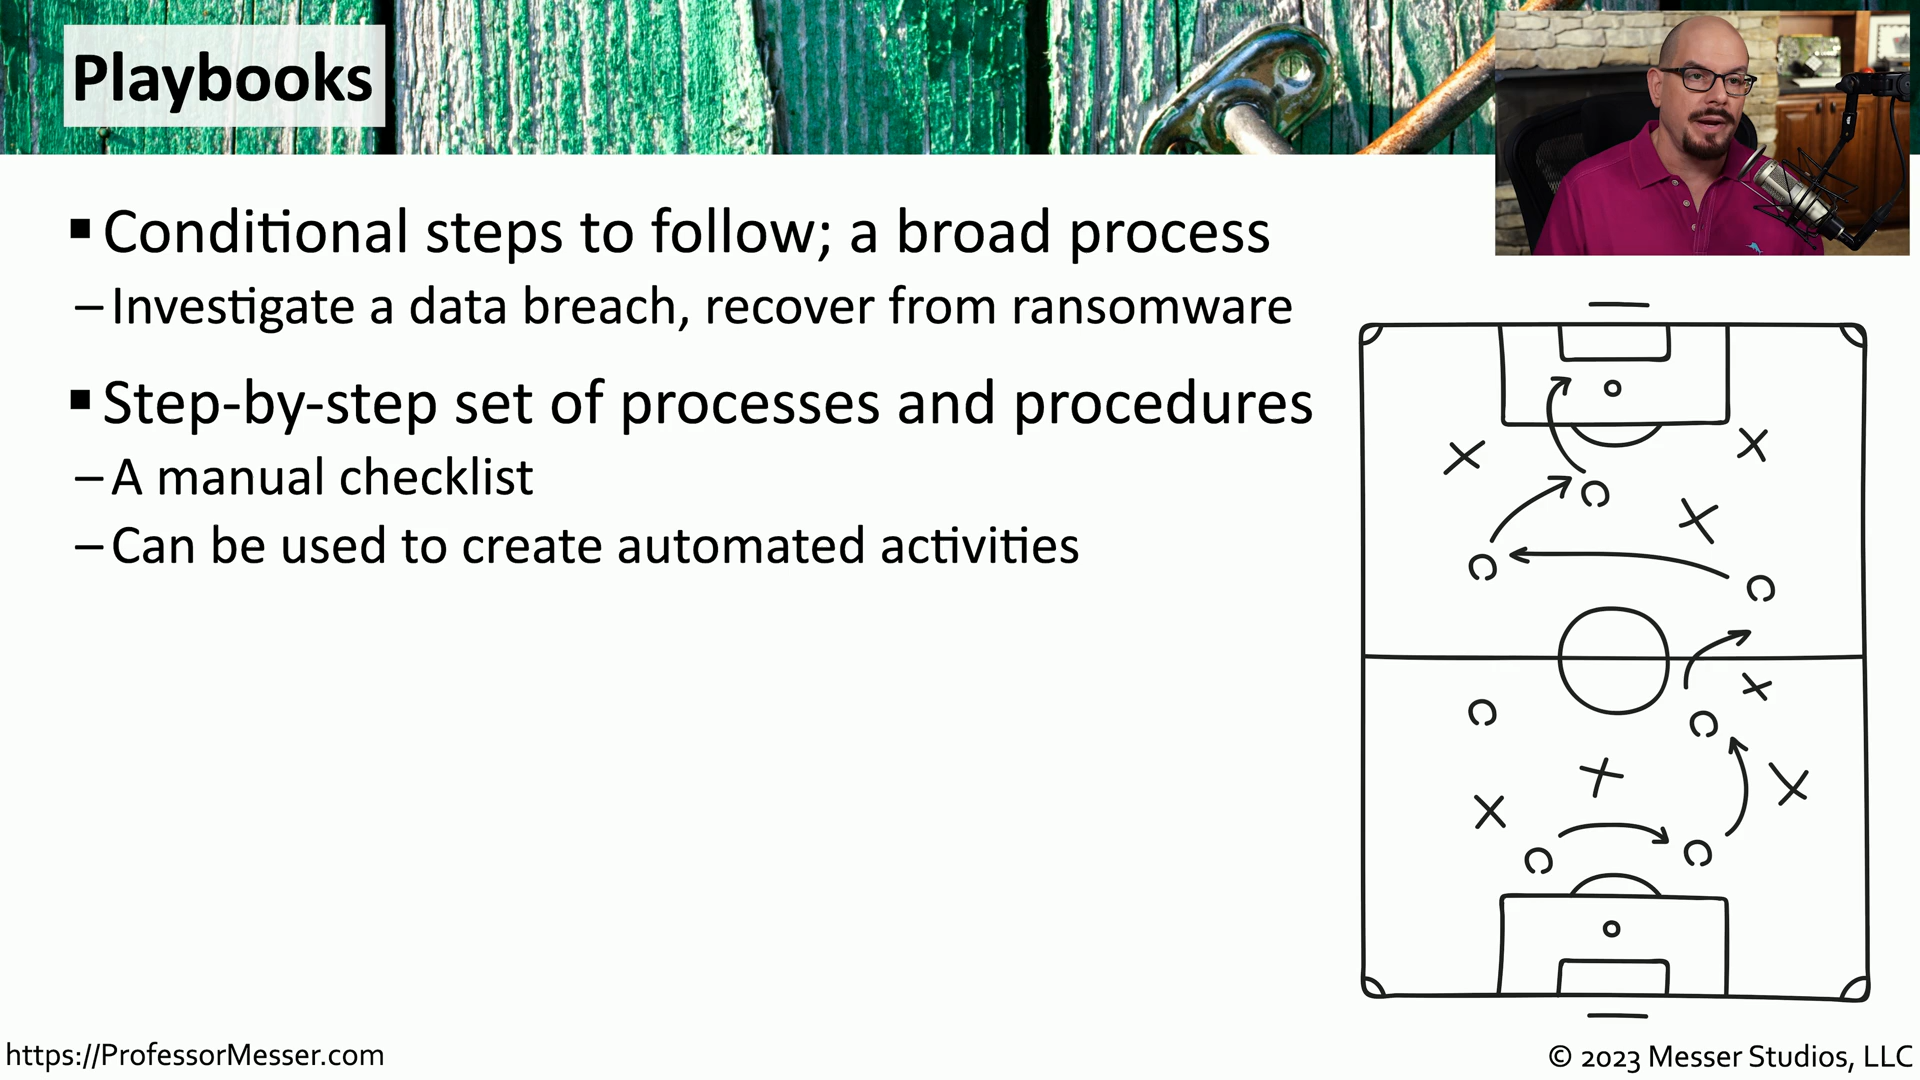 Playbooks
▪ Conditional steps to follow; a broad process
– Investigate a data breach, recover from ransomware
▪ Step-by-step set of processes and procedures
– A manual checklist
– Can be used to create automated activities
X X
C X
C C
C C X
X X X
C C
https://ProfessorMesser.com
© 2023 Messer Studios, LLC